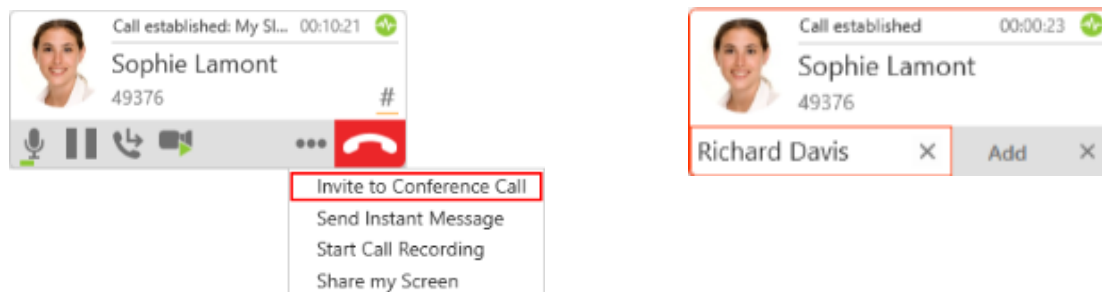 Call established: My Sl... 00:10:21
Sophie Lamont
49376 #
Invite to Conference Call
Send Instant Message
Start Call Recording
Share my Screen
Call established 00:00:23
Sophie Lamont
49376
Richard Davis × Add ×